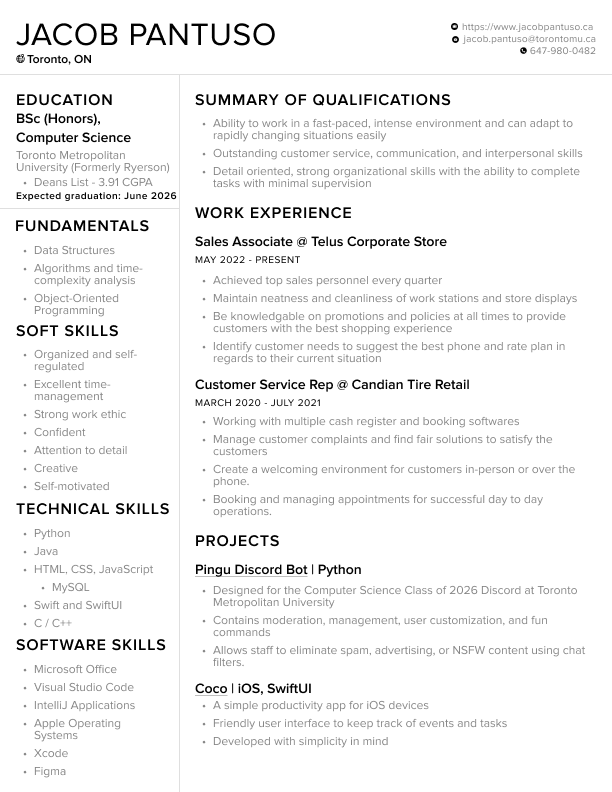 JACOB PANTUSO
Toronto, ON
https://www.jacobpantuso.ca
jacob.pantuso@torontomu.ca
647-980-0482
EDUCATION
BSc (Honors),
Computer Science
Toronto Metropolitan
University (Formerly Ryerson)
• Deans List - 3.91 CGPA
Expected graduation: June 2026
FUNDAMENTALS
• Data Structures
• Algorithms and time-
complexity analysis
• Object-Oriented
Programming
SOFT SKILLS
• Organized and self-
regulated
• Excellent time-
management
• Strong work ethic
• Confident
• Attention to detail
• Creative
• Self-motivated
TECHNICAL SKILLS
• Python
• Java
• HTML, CSS, JavaScript
• MySQL
• Swift and SwiftUI
• C / C++
SOFTWARE SKILLS
• Microsoft Office
• Visual Studio Code
• IntelliJ Applications
• Apple Operating
Systems
• Xcode
• Figma
SUMMARY OF QUALIFICATIONS
• Ability to work in a fast-paced, intense environment and can adapt to
rapidly changing situations easily
• Outstanding customer service, communication, and interpersonal skills
• Detail oriented, strong organizational skills with the ability to complete
tasks with minimal supervision
WORK EXPERIENCE
Sales Associate @ Telus Corporate Store
MAY 2022 - PRESENT
• Achieved top sales personnel every quarter
• Maintain neatness and cleanliness of work stations and store displays
• Be knowledgable on promotions and policies at all times to provide
customers with the best shopping experience
• Identify customer needs to suggest the best phone and rate plan in
regards to their current situation
Customer Service Rep @ Candian Tire Retail
MARCH 2020 - JULY 2021
• Working with multiple cash register and booking softwares
• Manage customer complaints and find fair solutions to satisfy the
customers
• Create a welcoming environment for customers in-person or over the
phone.
• Booking and managing appointments for successful day to day
operations.
PROJECTS
Pingu Discord Bot | Python
• Designed for the Computer Science Class of 2026 Discord at Toronto
Metropolitan University
• Contains moderation, management, user customization, and fun
commands
• Allows staff to eliminate spam, advertising, or NSFW content using chat
filters.
Coco | iOS, SwiftUI
• A simple productivity app for iOS devices
• Friendly user interface to keep track of events and tasks
• Developed with simplicity in mind